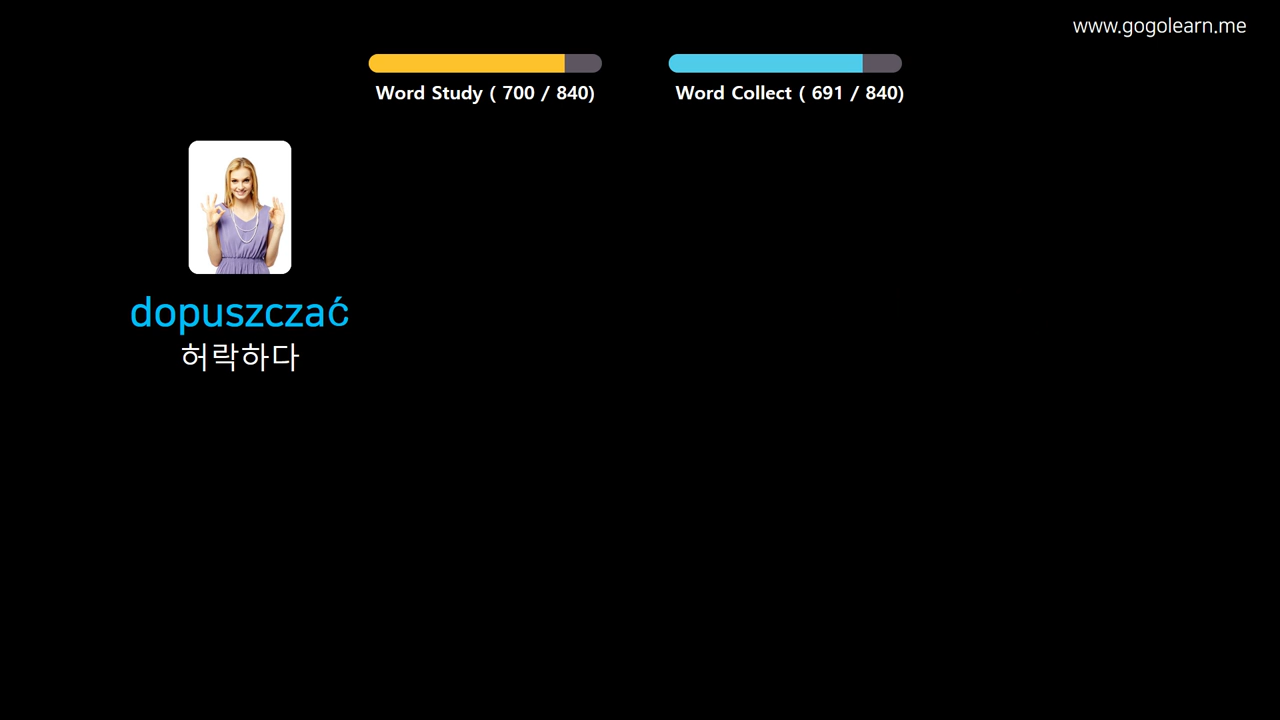 www.gogolearn.me
Word Study ( 700 / 840)
Word Collect ( 691 / 840)
dopuszczać
허락하다